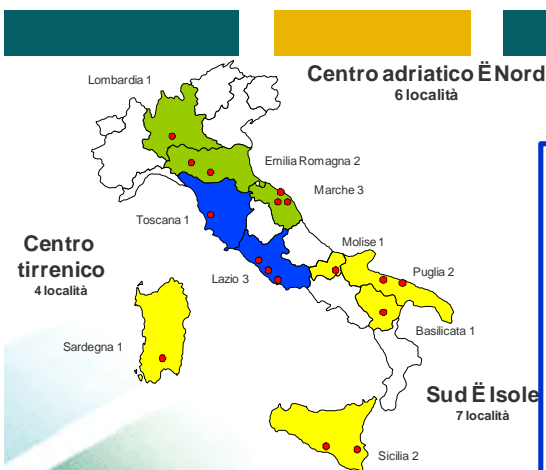 Lombardia 1
Centro adriatico Ë Nord
6 località
Emilia Romagna 2
Marche 3
Toscana 1
Centro
tirrenico
4 località
Molise 1
Lazio 3
Puglia 2
Basilicata 1
Sardegna 1
Sud Ë Isole
7 località
Sicilia 2